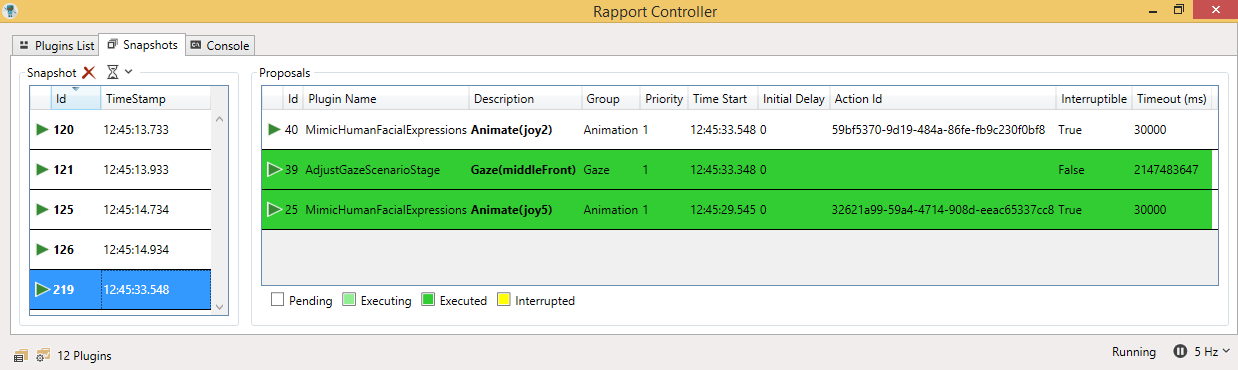 Rapport Controller
Plugins List Snapshots Console
Snapshot
Id TimeStamp
120 12:45:13.733
121 12:45:13.933
125 12:45:14.734
126 12:45:14.934
219 12:45:33.548
Proposals
Id Plugin Name Description Group Priority Time Start Initial Delay Action Id Interruptible Timeout (ms)
40 MimicHumanFacialExpressions Animate(joy2) Animation 1 12:45:33.548 0 59bf5370-9d19-484a-86fe-fb9c230f0bf8 True 30000
39 AdjustGazeScenarioStage Gaze(middleFront) Gaze 1 12:45:33.348 0 False 2147483647
25 MimicHumanFacialExpressions Animate(joy5) Animation 1 12:45:29.545 0 32621a99-59a4-4714-908d-eeac65337cc8 True 30000
Pending Executing Executed Interrupted
12 Plugins
Running 5 Hz